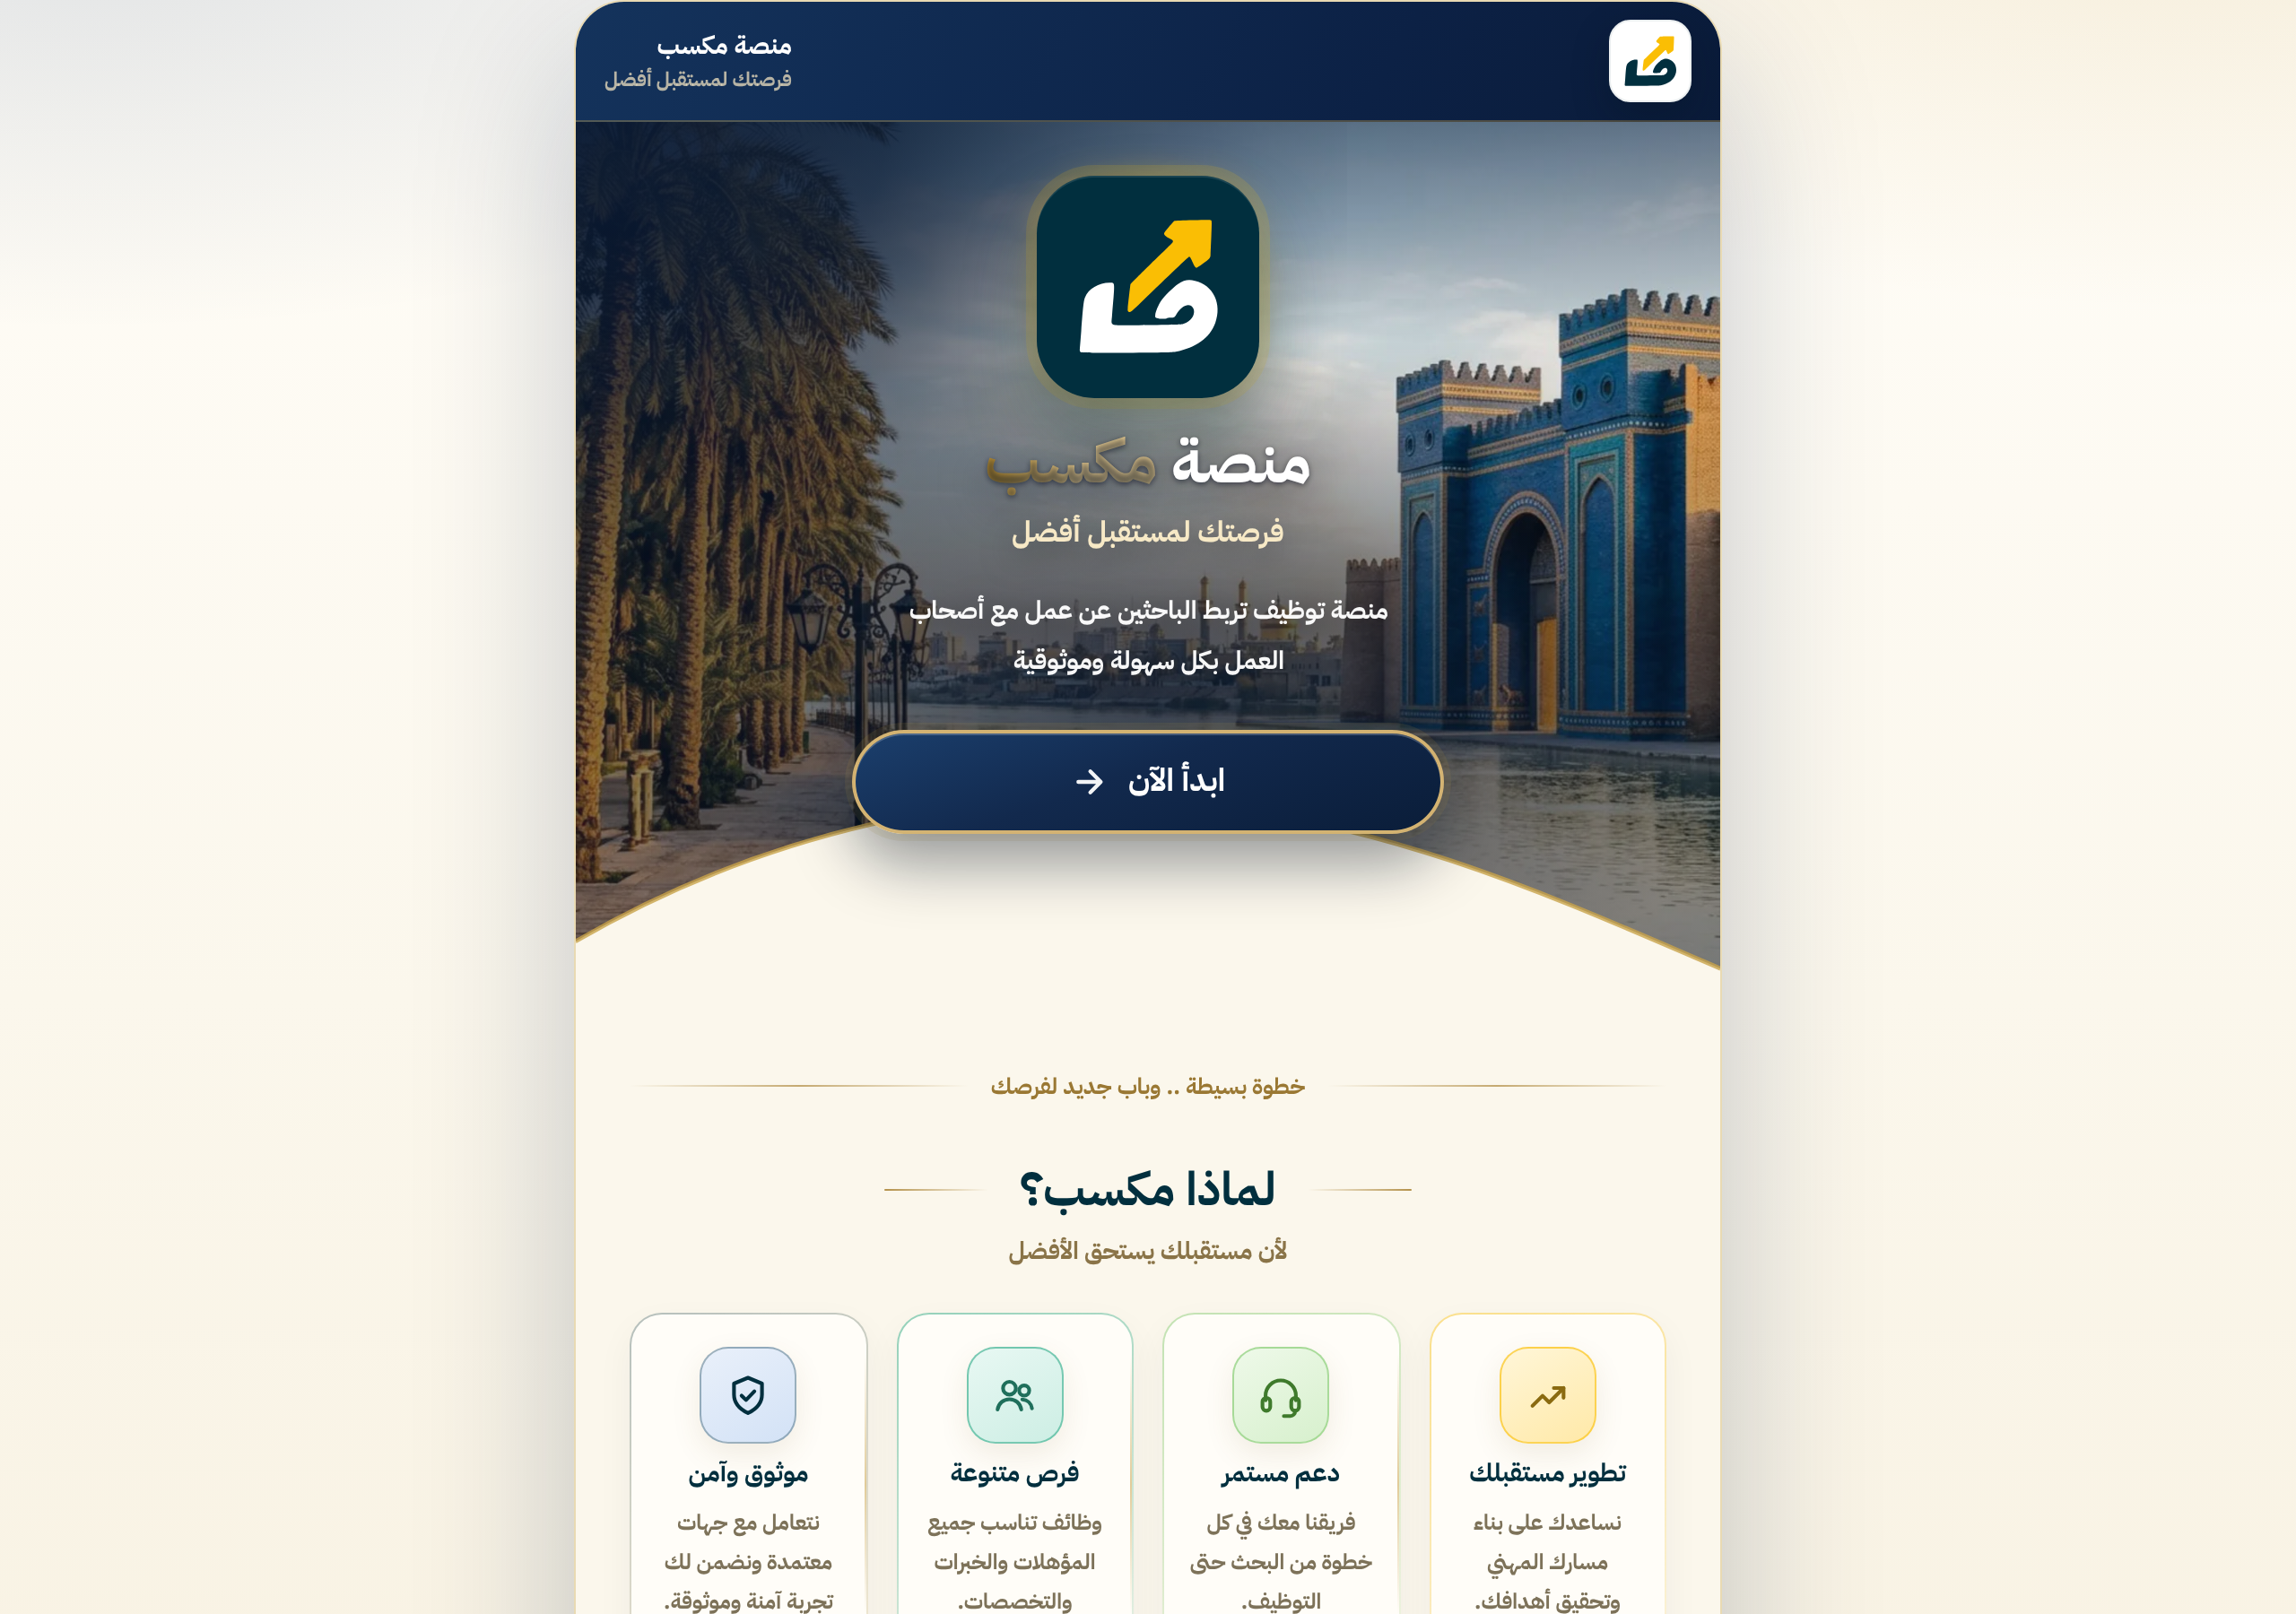 منصة مكسب
فرصتك لمستقبل أفضل
منصة مكسب
فرصتك لمستقبل أفضل
منصة توظيف تربط الباحثين عن عمل مع أصحاب
العمل بكل سهولة وموثوقية
ابدأ الآن
خطوة بسيطة .. وباب جديد لفرصك
لماذا مكسب؟
لأن مستقبلك يستحق الأفضل
تطوير مستقبلك
نساعدك على بناء
مسارك المهني
وتحقيق أهدافك.
دعم مستمر
فريقنا معك في كل
خطوة من البحث حتى
التوظيف.
فرص متنوعة
وظائف تناسب جميع
المؤهلات والخبرات
والتخصصات.
موثوق وآمن
نتعامل مع جهات
معتمدة ونضمن لك
تجربة آمنة وموثوقة.